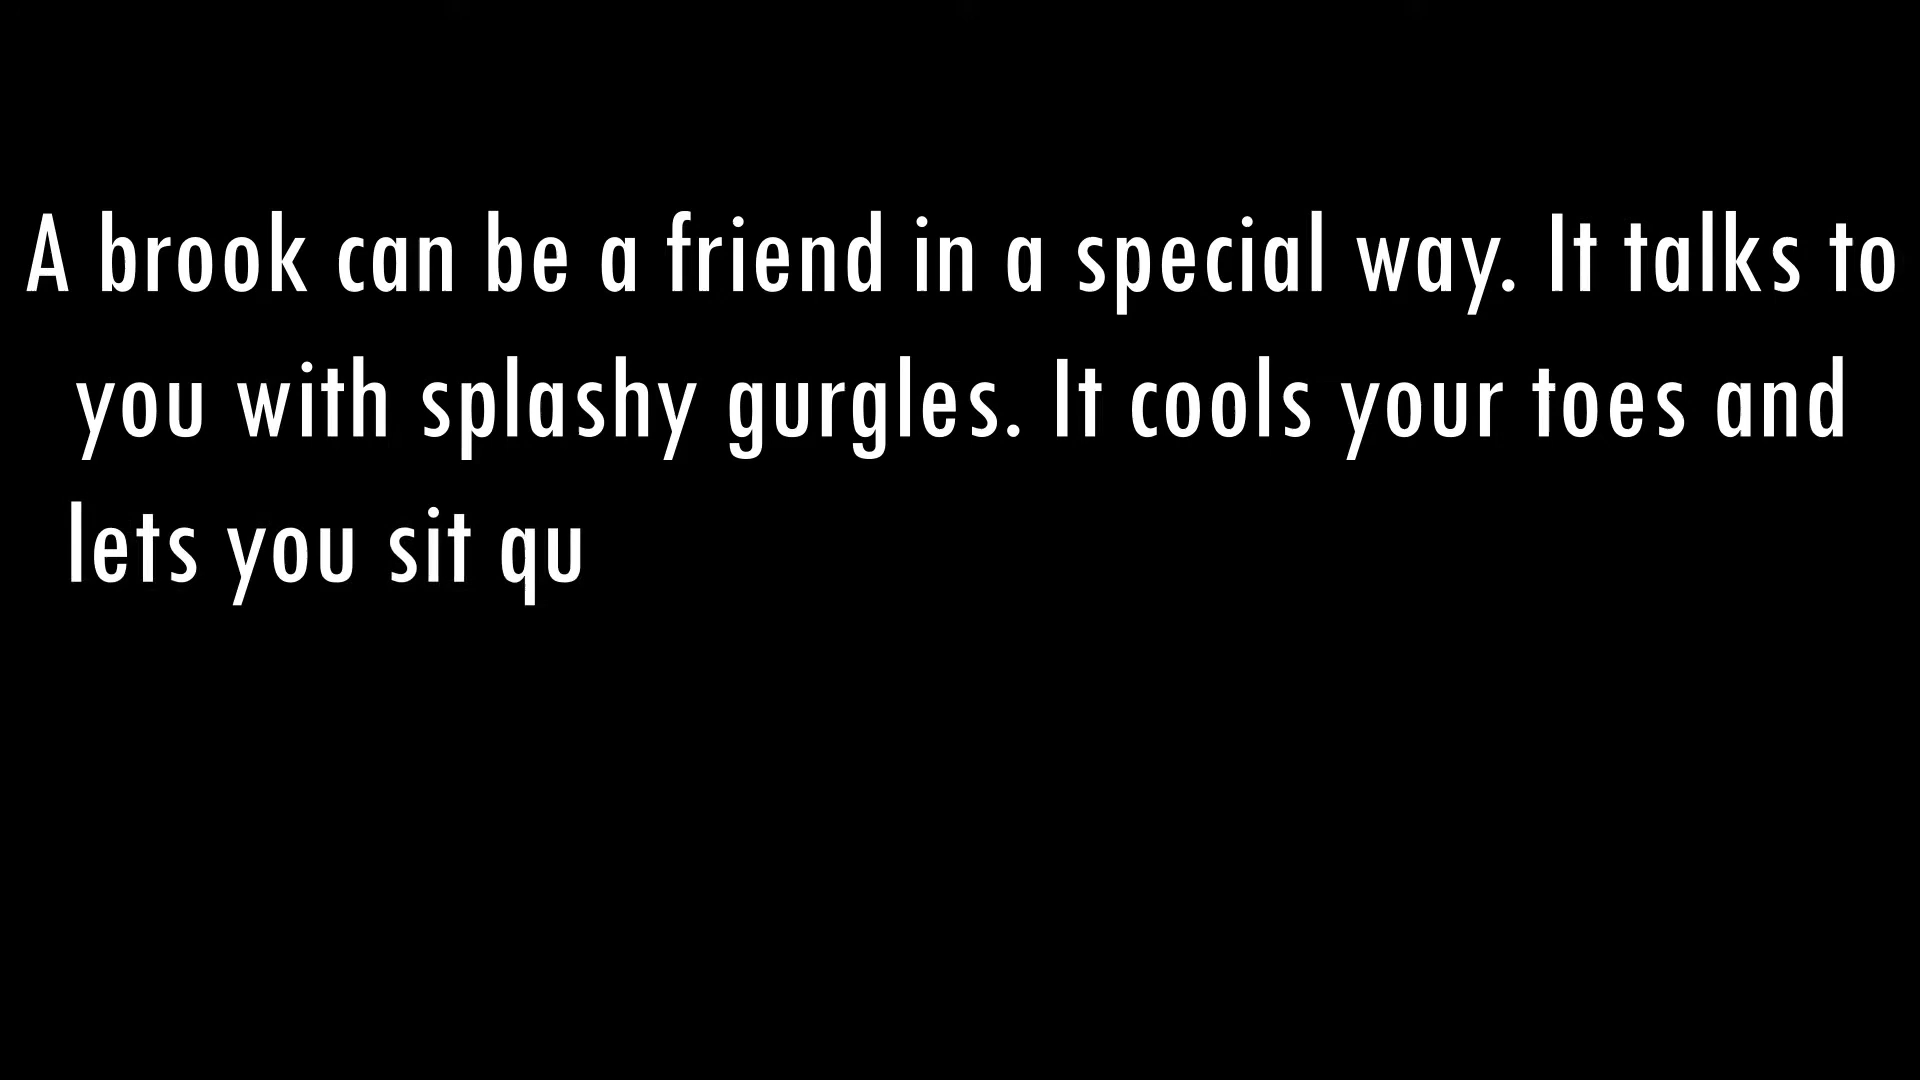 A brook can be a friend in a special way. It talks to
you with splashy gurgles. It cools your toes and
lets you sit qu